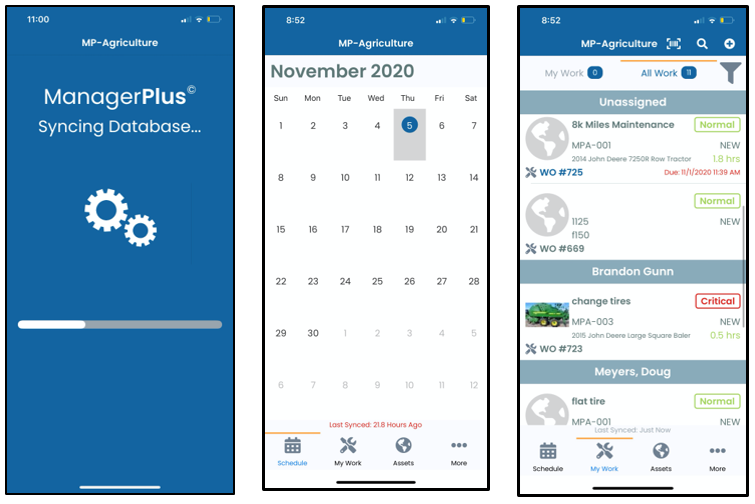 11:00
MP-Agriculture
ManagerPlus©
Syncing Database...
8:52
MP-Agriculture
November 2020
Sun Mon Tue Wed Thu Fri Sat
1 2 3 4 5 6 7
8 9 10 11 12 13 14
15 16 17 18 19 20 21
22 23 24 25 26 27 28
29 30 1 2 3 4 5
6 7 8 9 10 11 12
Last Synced: 21.8 Hours Ago
Schedule My Work Assets More
8:52
MP-Agriculture
My Work 0 All Work 11
Unassigned
8k Miles Maintenance Normal
MPA-001 NEW
2014 John Deere 7250R Row Tractor 1.8 hrs
WO #725 Due: 11/1/2020 11:39 AM
Normal
1125 NEW
f150
WO #669
Brandon Gunn
change tires Critical
MPA-003 NEW
2015 John Deere Large Square Baler 0.5 hrs
WO #723
Meyers, Doug
flat tire Normal
MPA-001 NEW
Last Synced: Just Now
Schedule My Work Assets More